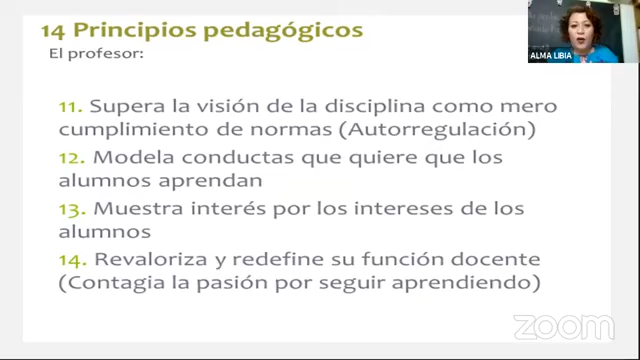 14 Principios pedagógicos
El profesor:
ALMA LIBIA
11. Supera la visión de la disciplina como mero
cumplimiento de normas (Autorregulación)
12. Modela conductas que quiere que los
alumnos aprendan
13. Muestra interés por los intereses de los
alumnos
14. Revaloriza y redefine su función docente
(Contagia la pasión por seguir aprendiendo)
zoom